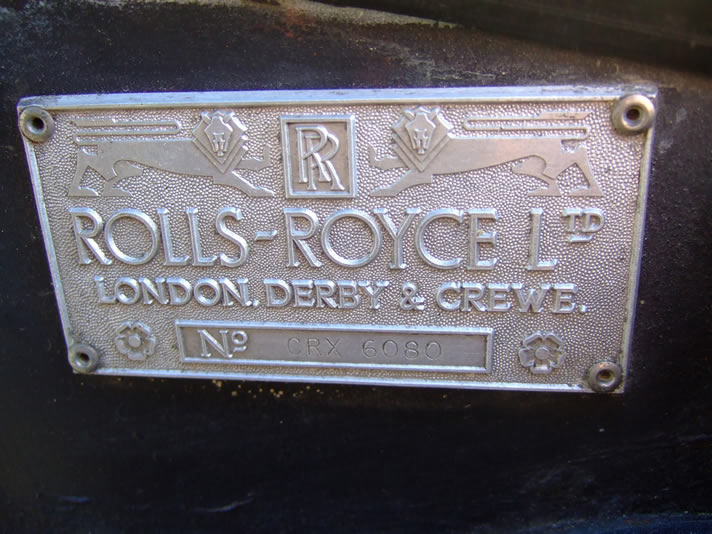 RR
ROLLS-ROYCE LTD
LONDON. DERBY & CREWE.
No CRX 6080